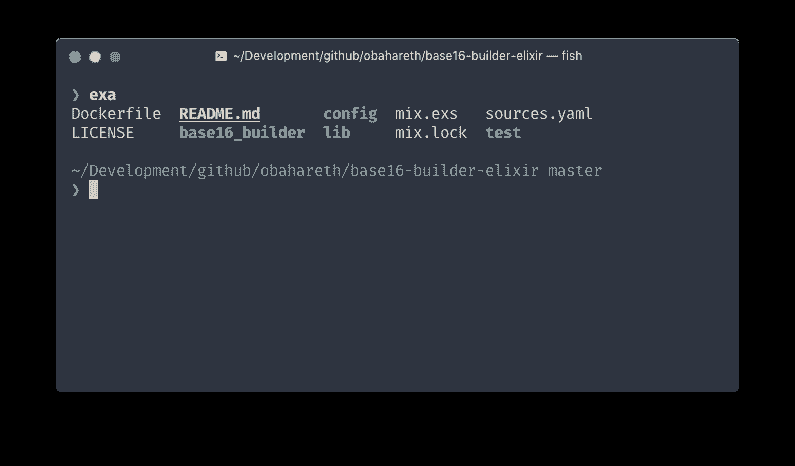 ~/Development/github/obahareth/base16-builder-elixir — fish
❯ exa
Dockerfile README.md config mix.exs sources.yaml
LICENSE base16_builder lib mix.lock test
~/Development/github/obahareth/base16-builder-elixir master
❯